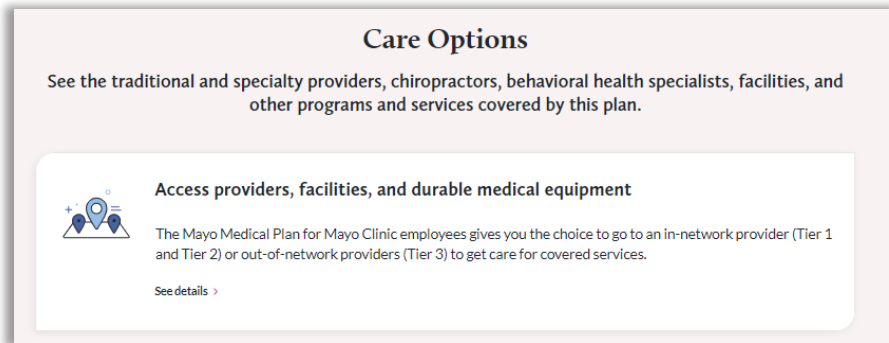 Care Options
See the traditional and specialty providers, chiropractors, behavioral health specialists, facilities, and
other programs and services covered by this plan.
Access providers, facilities, and durable medical equipment
The Mayo Medical Plan for Mayo Clinic employees gives you the choice to go to an in-network provider (Tier 1
and Tier 2) or out-of-network providers (Tier 3) to get care for covered services.
See details >